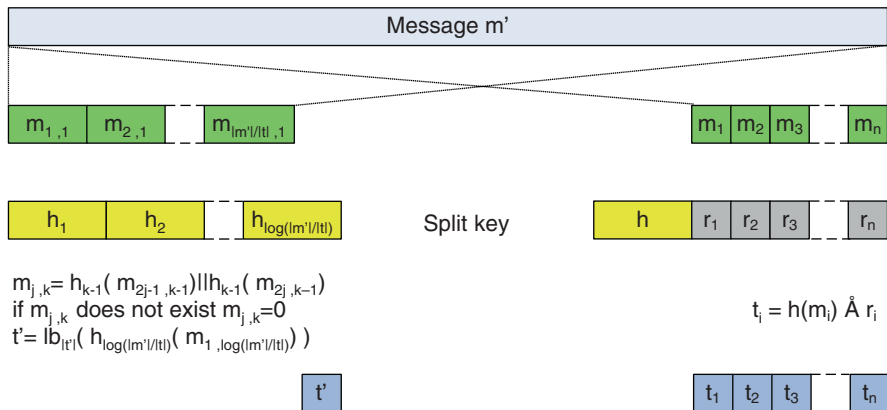 Message m'
m1 ,1 m2 ,1 m|m'|/|t| ,1 m1 m2 m3 mn
h1 h2 hlog(|m'|/|t|) Split key h r1 r2 r3 rn
mj ,k= hk-1( m2j-1 ,k-1)||hk-1( m2j ,k–1)
if mj ,k does not exist mj ,k=0
ti = h(mi) Å ri
t'= lb|t'|( hlog(|m'|/|t|)( m1 ,log(|m'|/|t|)) )
t' t1 t2 t3 tn